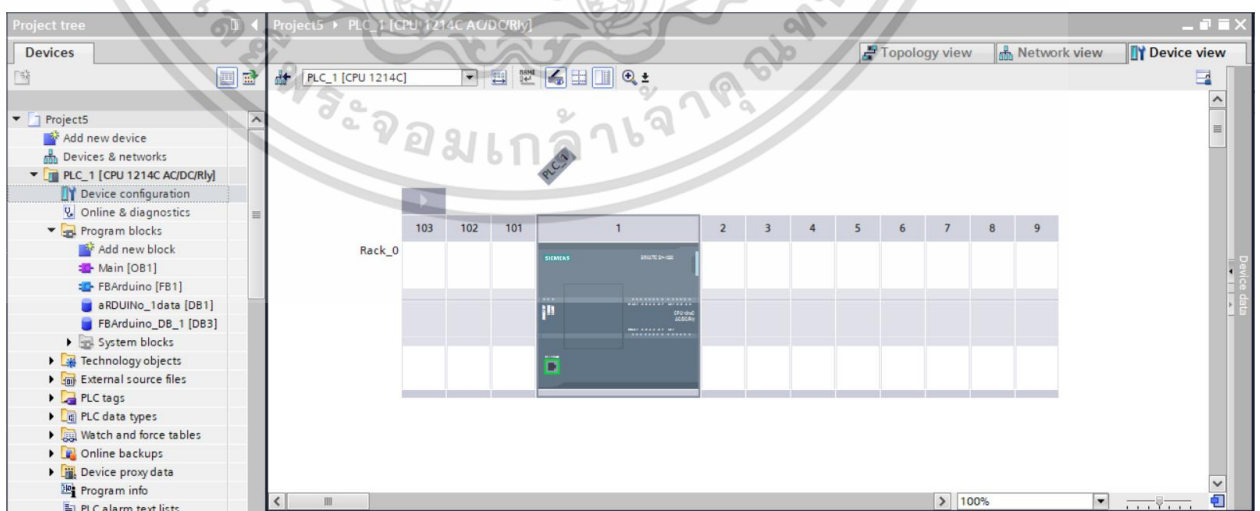 Project tree
Project5 ▸ PLC_1 [CPU 1214C AC/DC/Rly]
Devices
Topology view
Network view
Device view
PLC_1 [CPU 1214C]
พระจอมเกล้า
Project5
Add new device
Devices & networks
PLC_1 [CPU 1214C AC/DC/Rly]
Device configuration
Online & diagnostics
Program blocks
Add new block
Main [OB1]
FBArduino [FB1]
aRDUINo_1data [DB1]
FBArduino_DB_1 [DB3]
System blocks
Technology objects
External source files
PLC tags
PLC data types
Watch and force tables
Online backups
Device proxy data
Program info
PLC alarm text lists
PLC_1
103 102 101 1 2 3 4 5 6 7 8 9
Rack_0
SIEMENS
100%
Device data